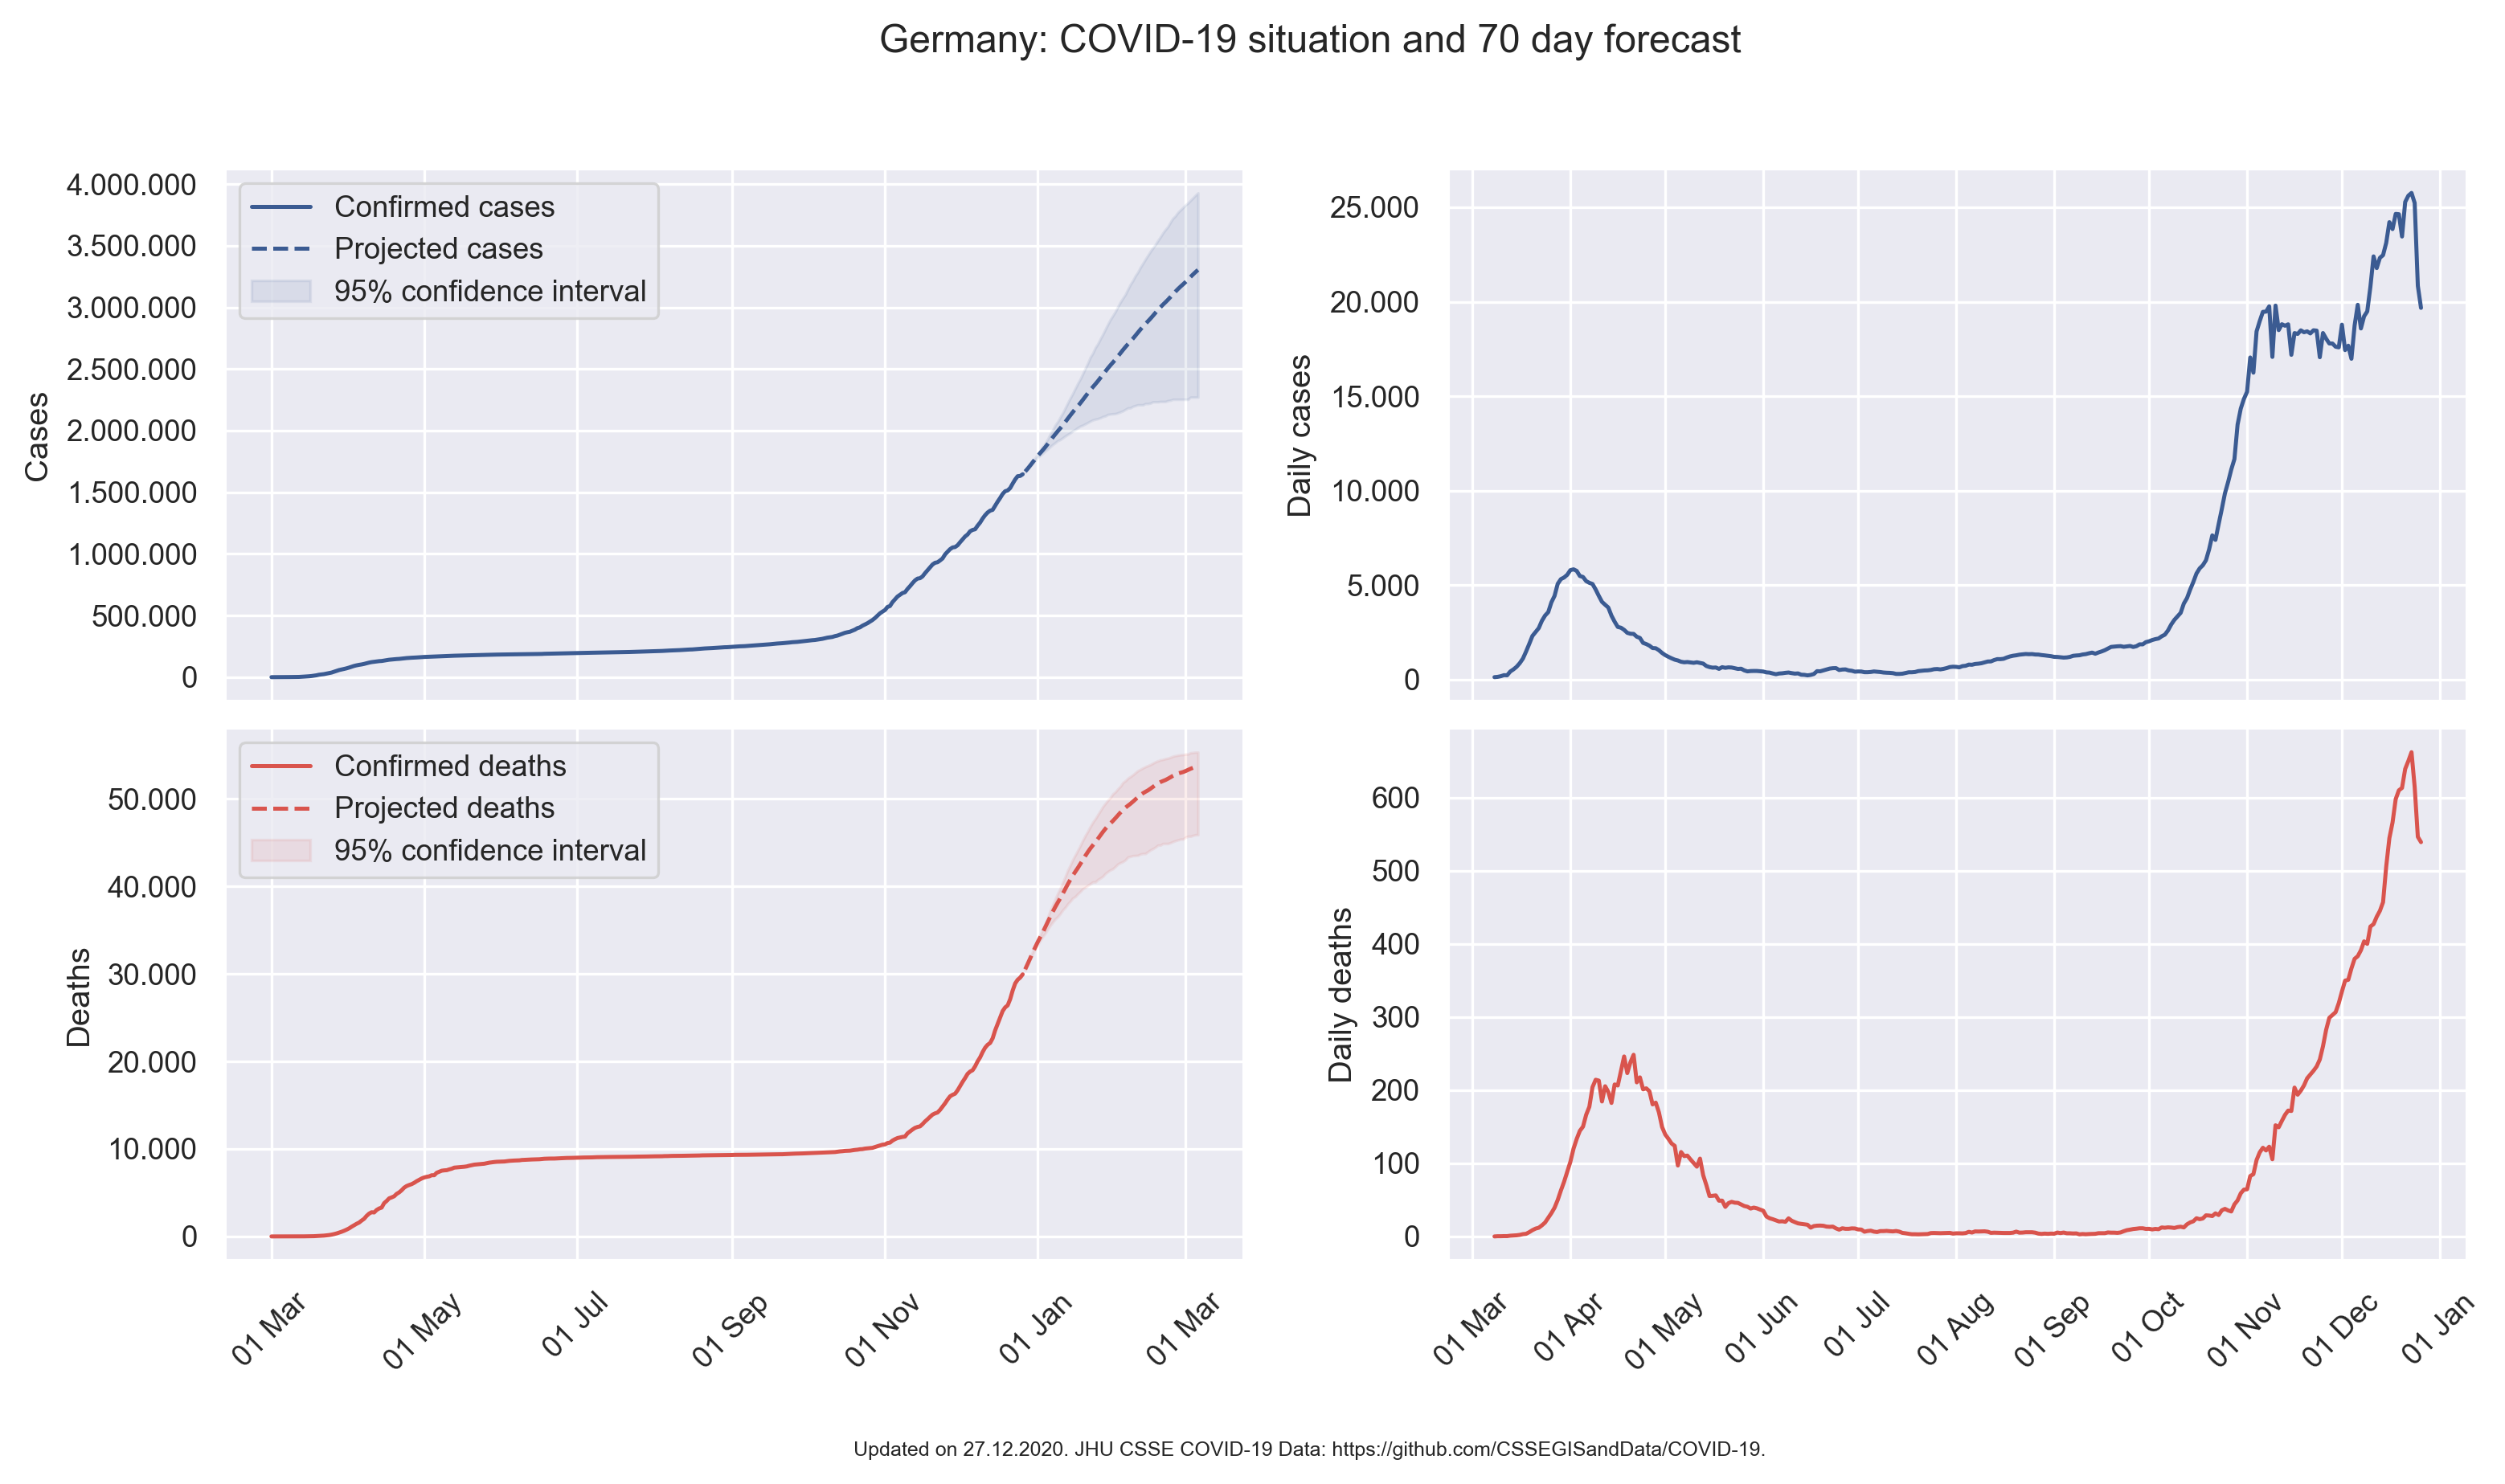 Germany: COVID-19 situation and 70 day forecast
4.000.000
3.500.000
3.000.000
2.500.000
2.000.000
1.500.000
1.000.000
500.000
0
Cases
Confirmed cases
Projected cases
95% confidence interval
25.000
20.000
15.000
10.000
5.000
0
Daily cases
50.000
40.000
30.000
20.000
10.000
0
Deaths
Confirmed deaths
Projected deaths
95% confidence interval
01 Mar
01 May
01 Jul
01 Sep
01 Nov
01 Jan
01 Mar
600
500
400
300
200
100
0
Daily deaths
01 Mar
01 Apr
01 May
01 Jun
01 Jul
01 Aug
01 Sep
01 Oct
01 Nov
01 Dec
01 Jan
Updated on 27.12.2020. JHU CSSE COVID-19 Data: https://github.com/CSSEGISandData/COVID-19.